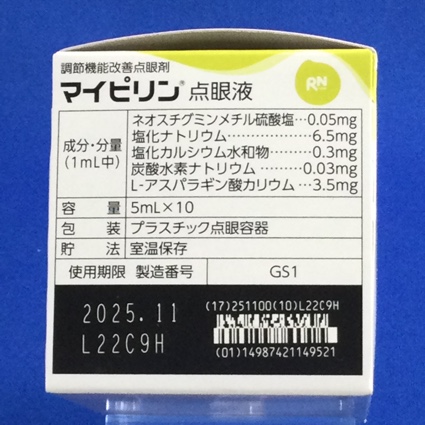 調節機能改善点眼剤
マイピリン® 点眼液
RN
成分・分量
(1mL中)
ネオスチグミンメチル硫酸塩…0.05mg
塩化ナトリウム…………………6.5mg
塩化カルシウム水和物…………0.3mg
炭酸水素ナトリウム……………0.03mg
L-アスパラギン酸カリウム……3.5mg
容 量 5mL×10
包 装 プラスチック点眼容器
貯 法 室温保存
使用期限 製造番号 GS1
2025.11
L22C9H
(17)251100(10)L22C9H
(01)14987421149521